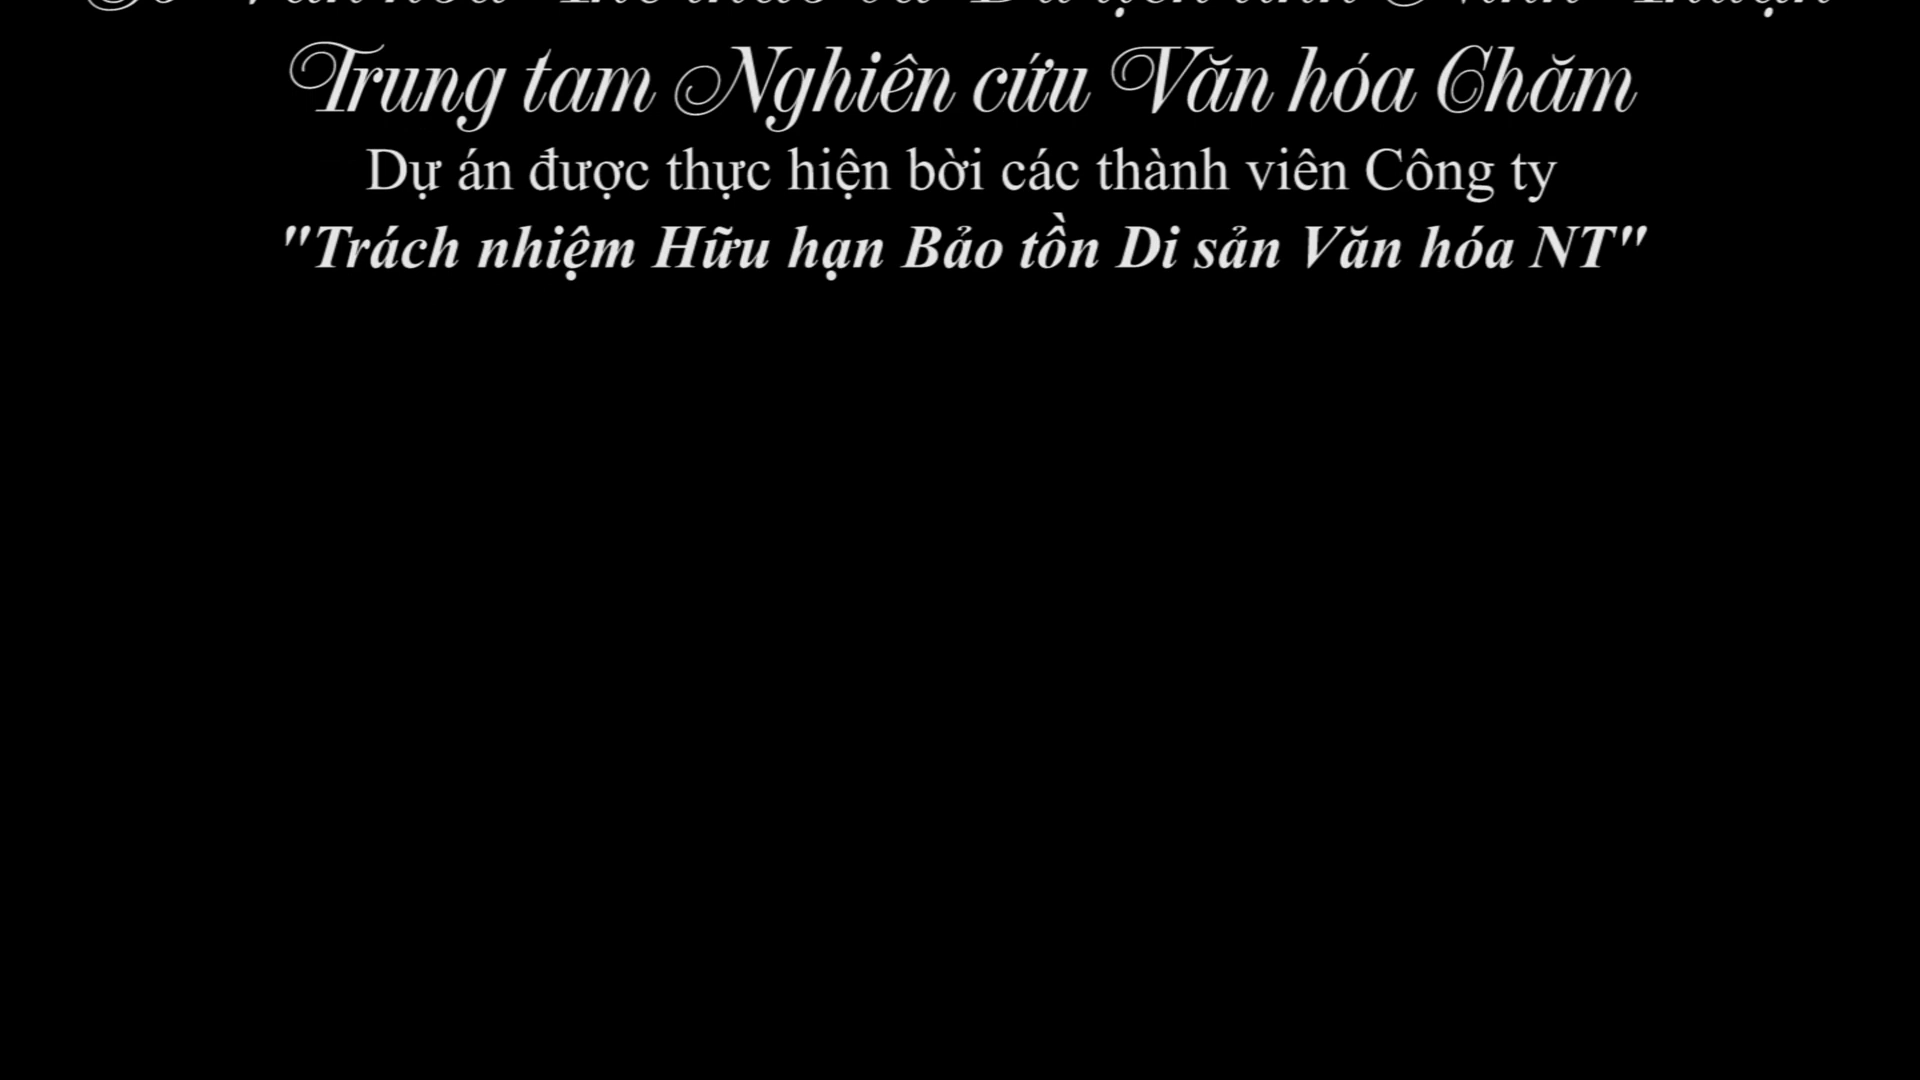 Trung tam Nghiên cứu Văn hóa Chăm
Dự án được thực hiện bời các thành viên Công ty
"Trách nhiệm Hữu hạn Bảo tồn Di sản Văn hóa NT"